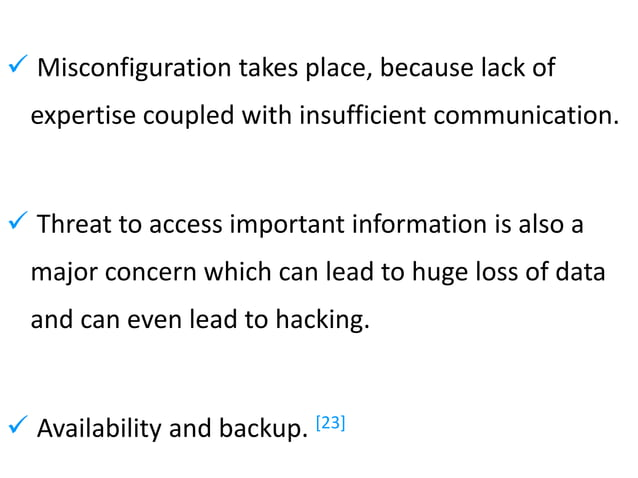 ✓ Misconfiguration takes place, because lack of
expertise coupled with insufficient communication.
✓ Threat to access important information is also a
major concern which can lead to huge loss of data
and can even lead to hacking.
✓ Availability and backup. [23]